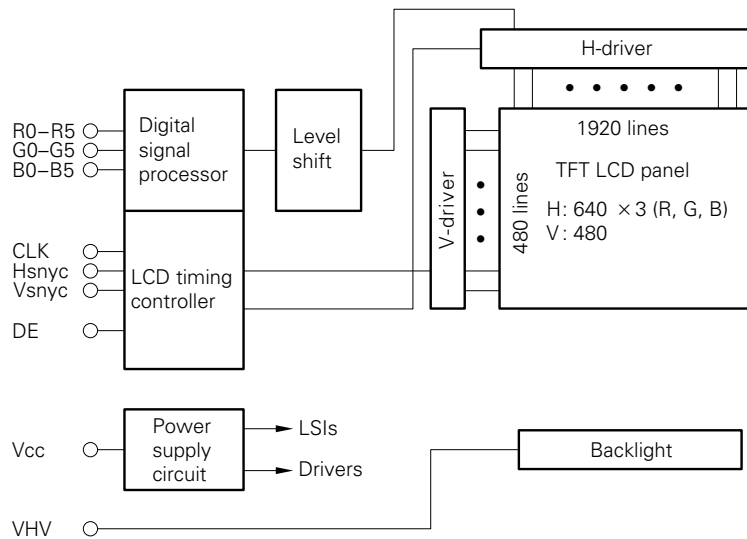 H-driver
R0–R5
G0–G5
B0–B5
Digital
signal
processor
Level
shift
V-driver
480 lines
1920 lines
TFT LCD panel
H: 640 × 3 (R, G, B)
V: 480
CLK
Hsnyc
Vsnyc
DE
LCD timing
controller
Vcc
Power
supply
circuit
LSIs
Drivers
Backlight
VHV